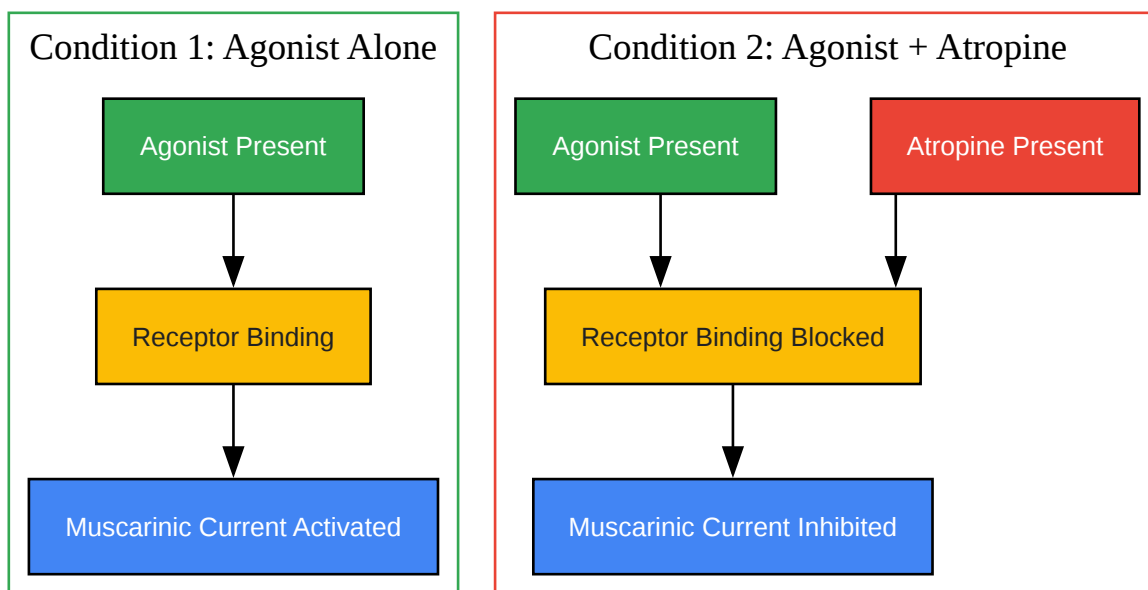 Condition 1: Agonist Alone
Agonist Present
Receptor Binding
Muscarinic Current Activated
Condition 2: Agonist + Atropine
Agonist Present
Atropine Present
Receptor Binding Blocked
Muscarinic Current Inhibited